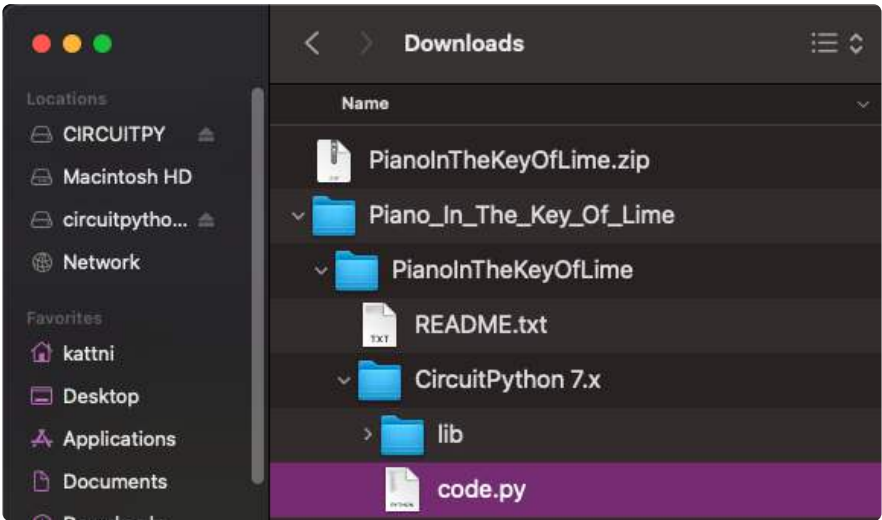 Locations
CIRCUITPY
Macintosh HD
circuitpytho...
Network
Favorites
kattni
Desktop
Applications
Documents
Downloads
Name
PianoInTheKeyOfLime.zip
Piano_In_The_Key_Of_Lime
PianoInTheKeyOfLime
README.txt
TXT
CircuitPython 7.x
lib
code.py
PYTHON